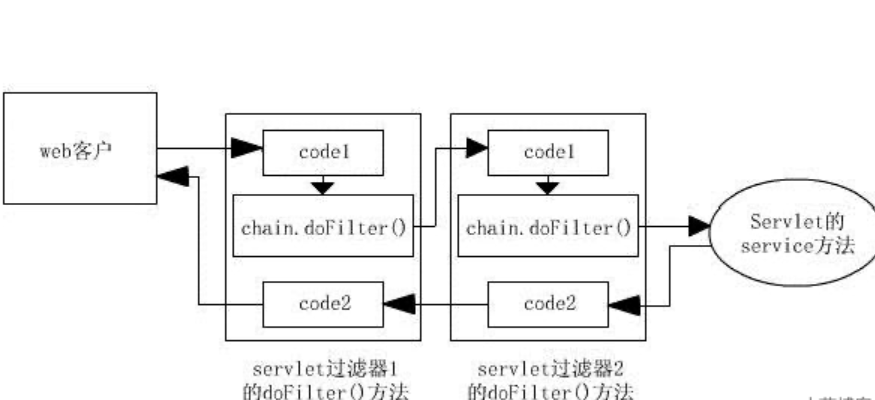 web客户
code1
chain.doFilter()
code2
servlet过滤器1
的doFilter()方法
code1
chain.doFilter()
code2
servlet过滤器2
的doFilter()方法
Servlet的
service方法